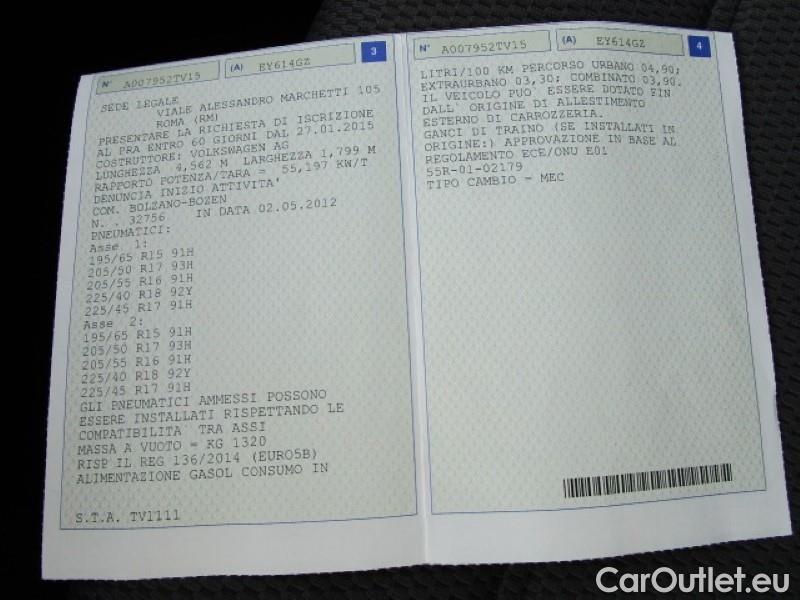 N° A007952TV15 (A) EY614GZ 3
SEDE LEGALE
VIALE ALESSANDRO MARCHETTI 105
ROMA (RM)
PRESENTARE LA RICHIESTA DI ISCRIZIONE
AL PRA ENTRO 60 GIORNI DAL 27.01.2015
COSTRUTTORE: VOLKSWAGEN AG
LUNGHEZZA 4,562 M LARGHEZZA 1,799 M
RAPPORTO POTENZA/TARA = 55,197 KW/T
DENUNCIA INIZIO ATTIVITA'
COM. BOLZANO-BOZEN
N. . 32756 IN DATA 02.05.2012
PNEUMATICI:
Asse 1:
195/65 R15 91H
205/50 R17 93H
205/55 R16 91H
225/40 R18 92Y
225/45 R17 91H
Asse 2:
195/65 R15 91H
205/50 R17 93H
205/55 R16 91H
225/40 R18 92Y
225/45 R17 91H
GLI PNEUMATICI AMMESSI POSSONO
ESSERE INSTALLATI RISPETTANDO LE
COMPATIBILITA` TRA ASSI
MASSA A VUOTO = KG 1320
RISP IL REG 136/2014 (EURO5B)
ALIMENTAZIONE GASOL CONSUMO IN
S.T.A. TV1111
N° A007952TV15 (A) EY614GZ 4
LITRI/100 KM PERCORSO URBANO 04,90;
EXTRAURBANO 03,30; COMBINATO 03,90.
IL VEICOLO PUO` ESSERE DOTATO FIN
DALL` ORIGINE DI ALLESTIMENTO
ESTERNO DI CARROZZERIA.
GANCI DI TRAINO (SE INSTALLATI IN
ORIGINE:) APPROVAZIONE IN BASE AL
REGOLAMENTO ECE/ONU E01
55R-01-02179
TIPO CAMBIO = MEC
CarOutlet.eu